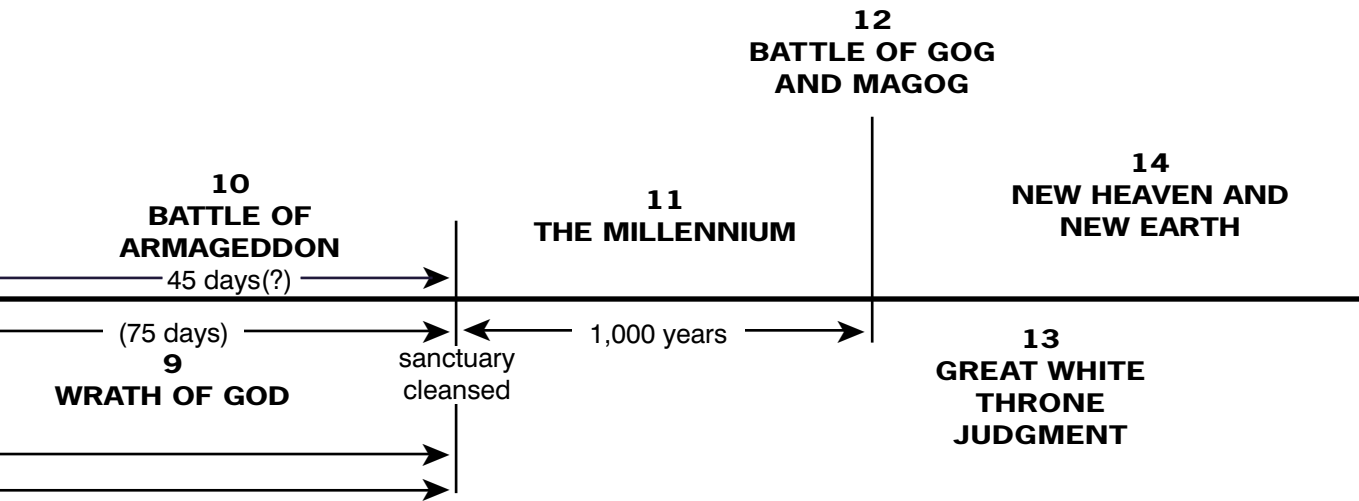 12
BATTLE OF GOG
AND MAGOG
10
BATTLE OF
ARMAGEDDON
45 days(?)
11
THE MILLENNIUM
14
NEW HEAVEN AND
NEW EARTH
(75 days)
9
WRATH OF GOD
sanctuary
cleansed
1,000 years
13
GREAT WHITE
THRONE
JUDGMENT